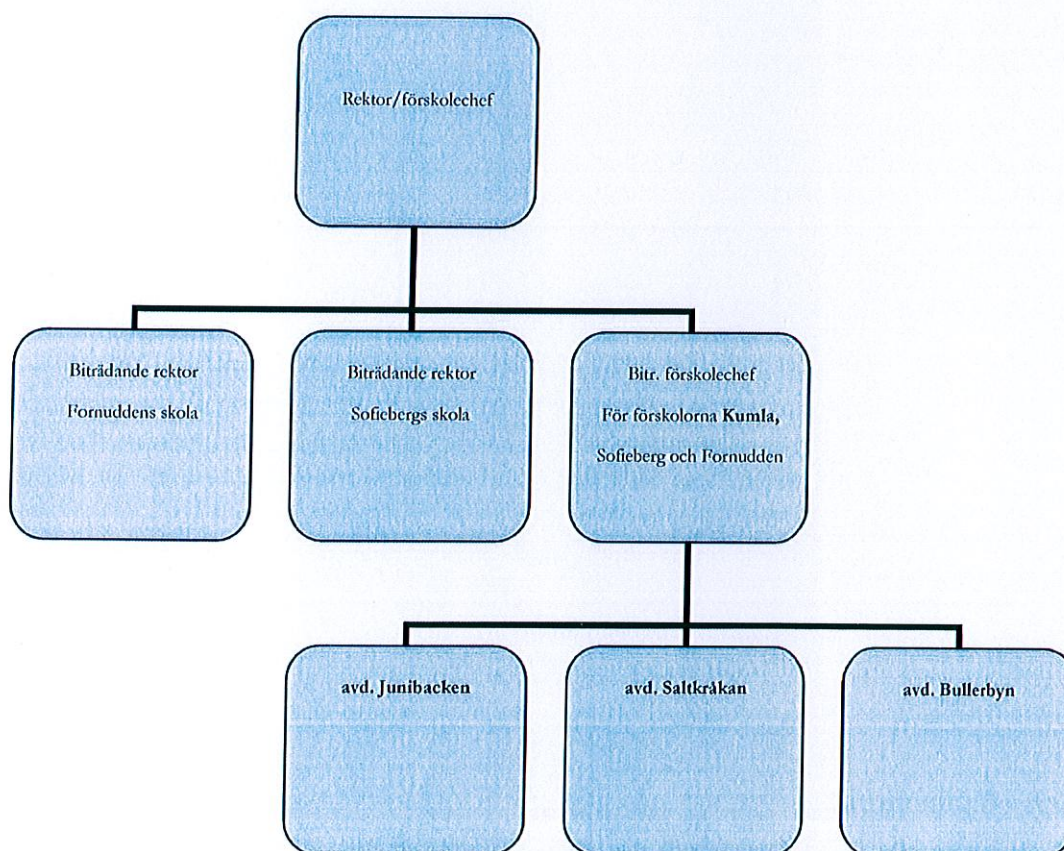 Rektor/förskolechef
Biträdande rektor
Fornuddens skola
Biträdande rektor
Sofiebergs skola
Bitr. förskolechef
För förskolorna Kumla,
Sofieberg och Fornudden
avd. Junibacken
avd. Saltkråkan
avd. Bullerbyn